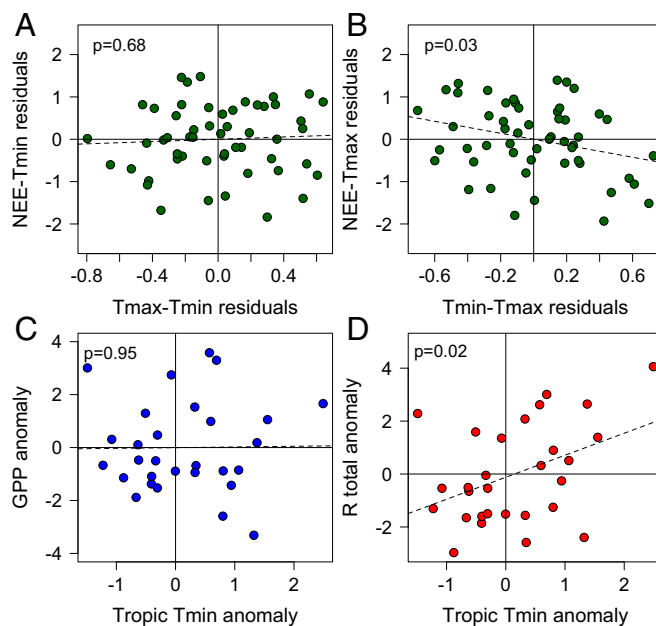 A
B
p=0.68
p=0.03
NEE-Tmin residuals
2
1
0
-1
-2
-0.8
-0.4
0.0
0.4
Tmax-Tmin residuals
NEE-Tmax residuals
2
1
0
-1
-2
-0.6
-0.2
0.2
0.6
Tmin-Tmax residuals
C
D
p=0.95
p=0.02
GPP anomaly
4
2
0
-2
-4
-1
0
1
2
Tropic Tmin anomaly
R total anomaly
4
2
0
-2
-1
0
1
2
Tropic Tmin anomaly